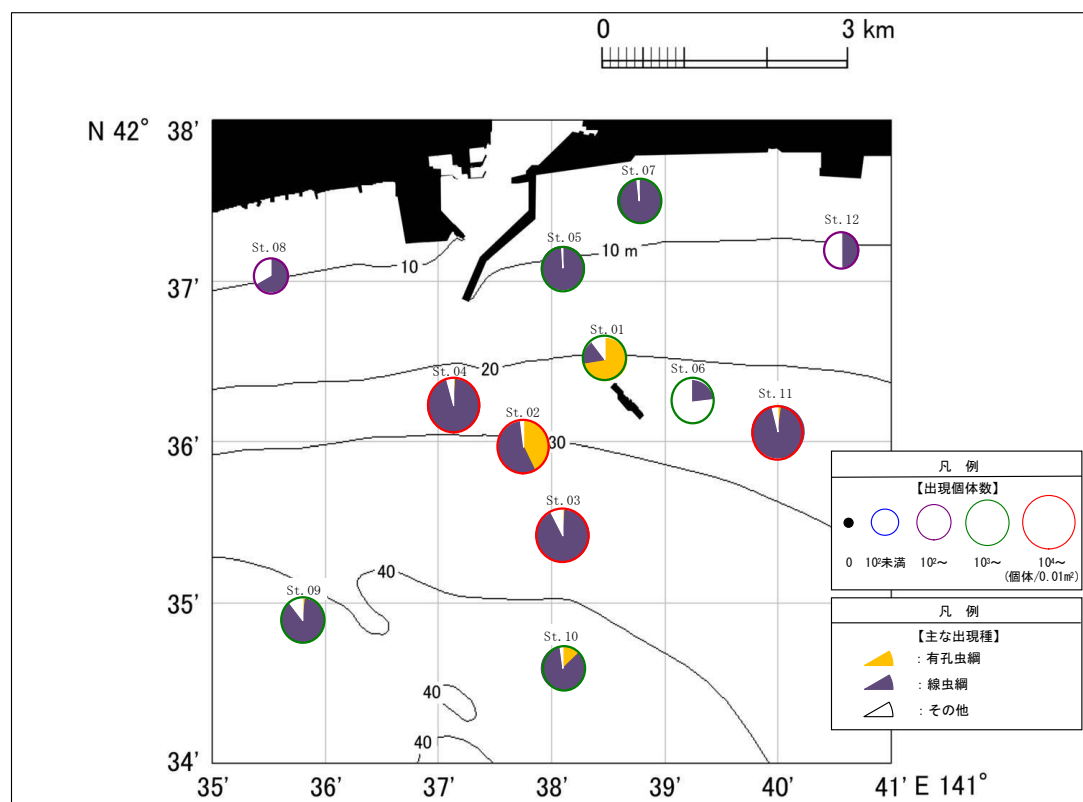 0 3 km
N 42° 38'
St.07
St.12
St.08
St.05
10
10 m
37'
St.01
20
St.04
St.06
St.02
St.11
36'
30
St.03
凡 例
【出現個体数】
0 10²未満 10²～ 10³～ 10⁴～
(個体/0.01m²)
40
St.09
35'
凡 例
【主な出現種】
：有孔虫綱
：線虫綱
：その他
St.10
40
40
34'
35' 36' 37' 38' 39' 40' 41' E 141°